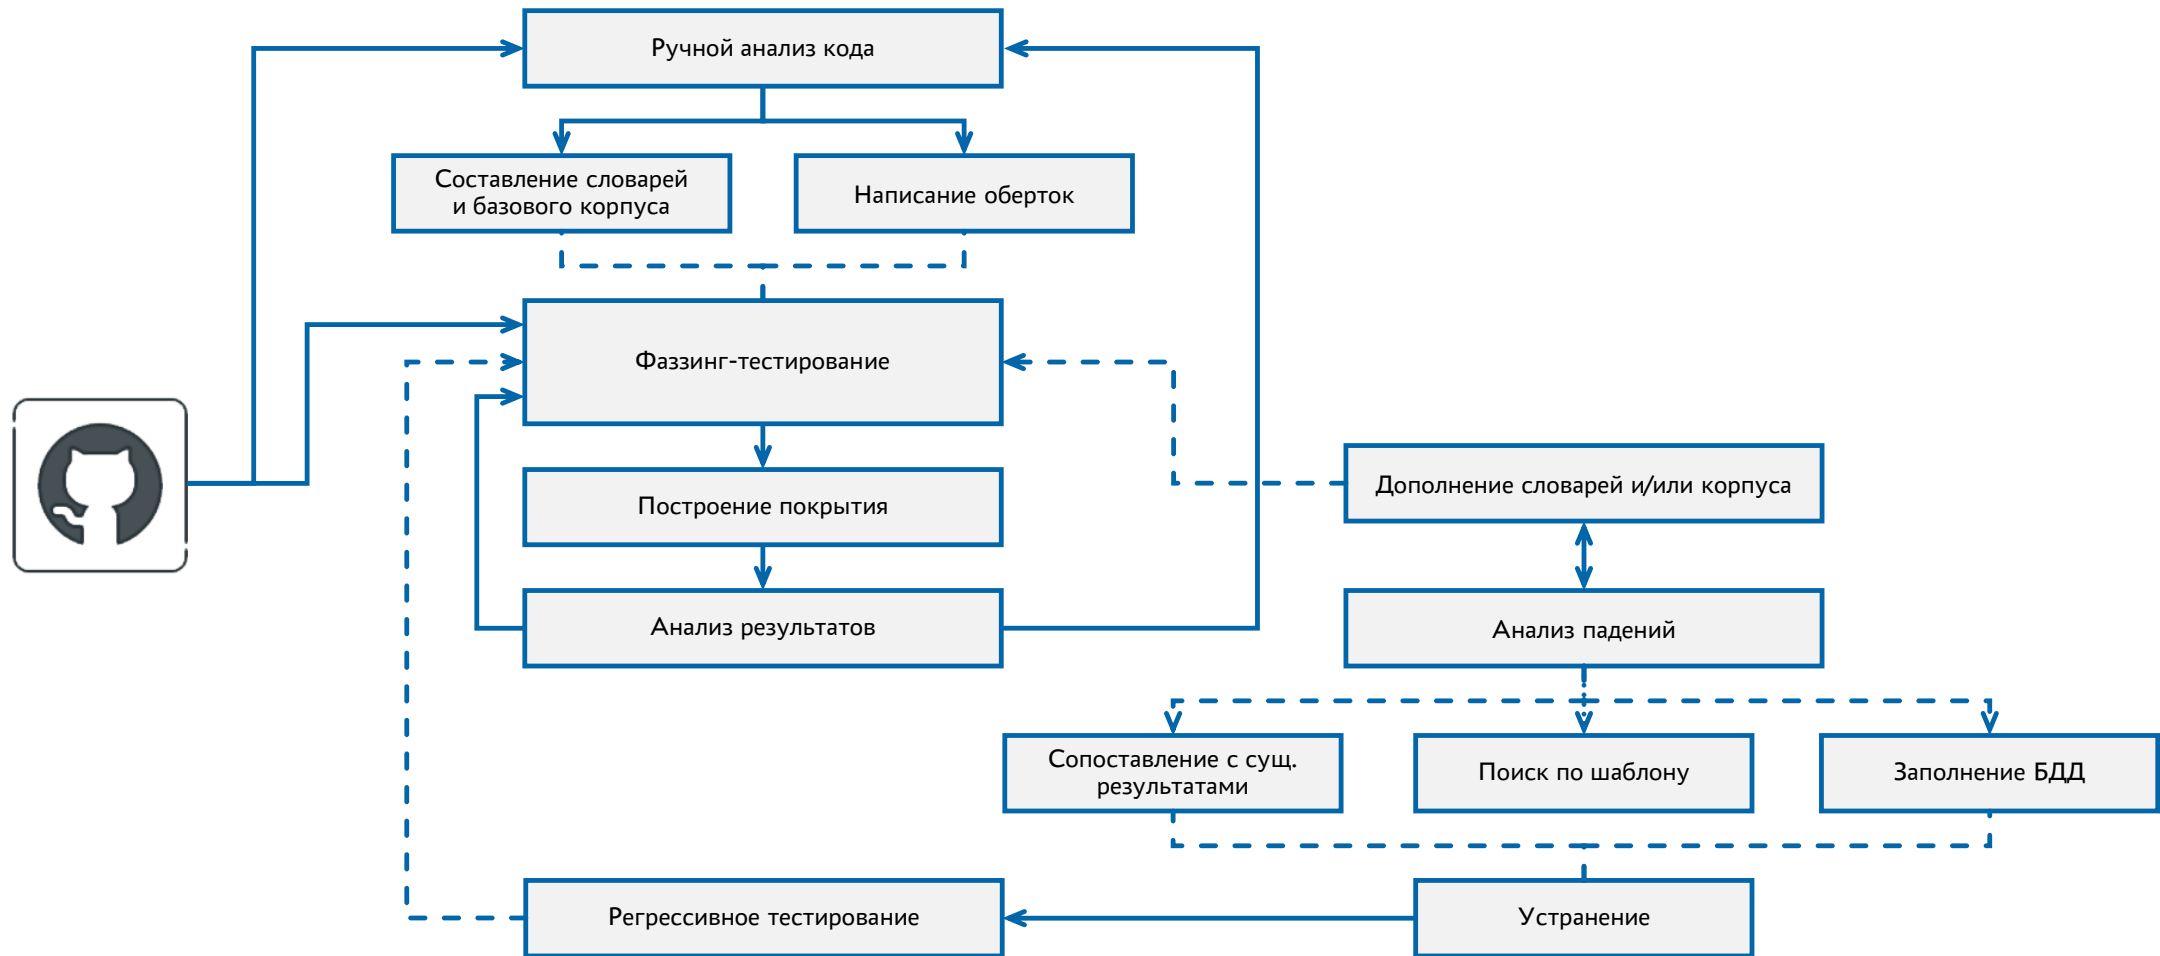 Ручной анализ кода
Составление словарей
и базового корпуса
Написание оберток
Фаззинг-тестирование
Построение покрытия
Дополнение словарей и/или корпуса
Анализ результатов
Анализ падений
Сопоставление с сущ.
результатами
Поиск по шаблону
Заполнение БДД
Регрессивное тестирование
Устранение